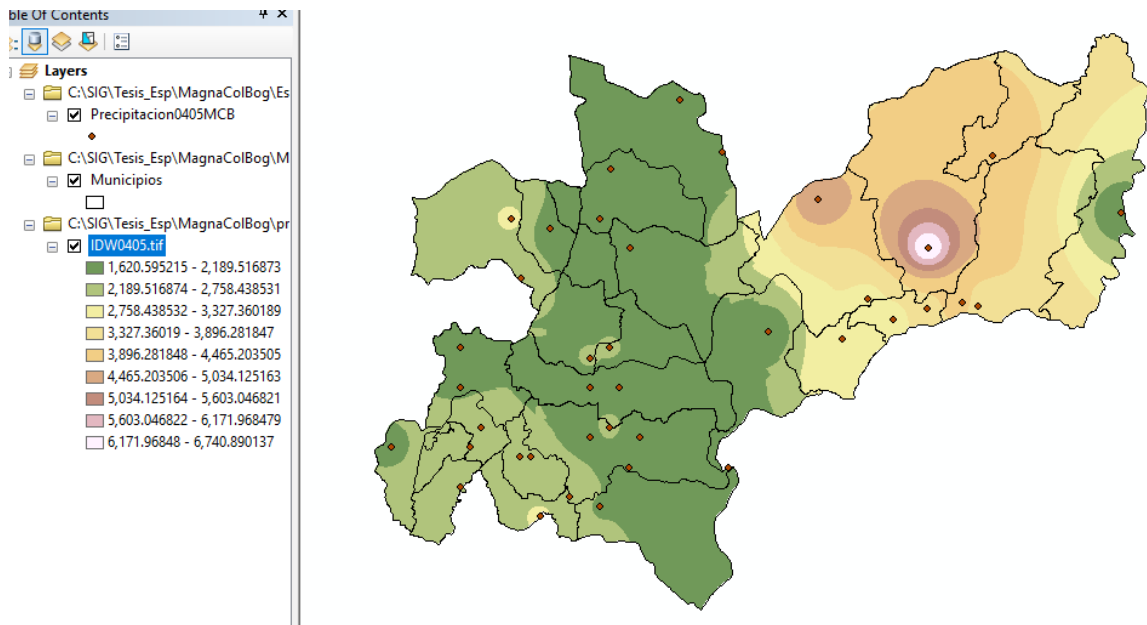 ble Of Contents
Layers
C:\SIG\Tesis_Esp\MagnaColBog\Es
Precipitacion0405MCB
C:\SIG\Tesis_Esp\MagnaColBog\M
Municipios
C:\SIG\Tesis_Esp\MagnaColBog\pr
IDW0405.tif
1,620.595215 - 2,189.516873
2,189.516874 - 2,758.438531
2,758.438532 - 3,327.360189
3,327.36019 - 3,896.281847
3,896.281848 - 4,465.203505
4,465.203506 - 5,034.125163
5,034.125164 - 5,603.046821
5,603.046822 - 6,171.968479
6,171.96848 - 6,740.890137